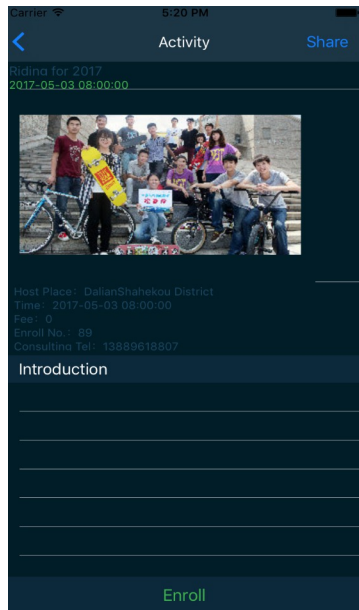 Carrier 5:20 PM
Activity Share
Riding for 2017
2017-05-03 08:00:00
Host Place：DalianShahekou District
Time：2017-05-03 08:00:00
Fee：0
Enroll No.：89
Consulting Tel：13889618807
Introduction
Enroll